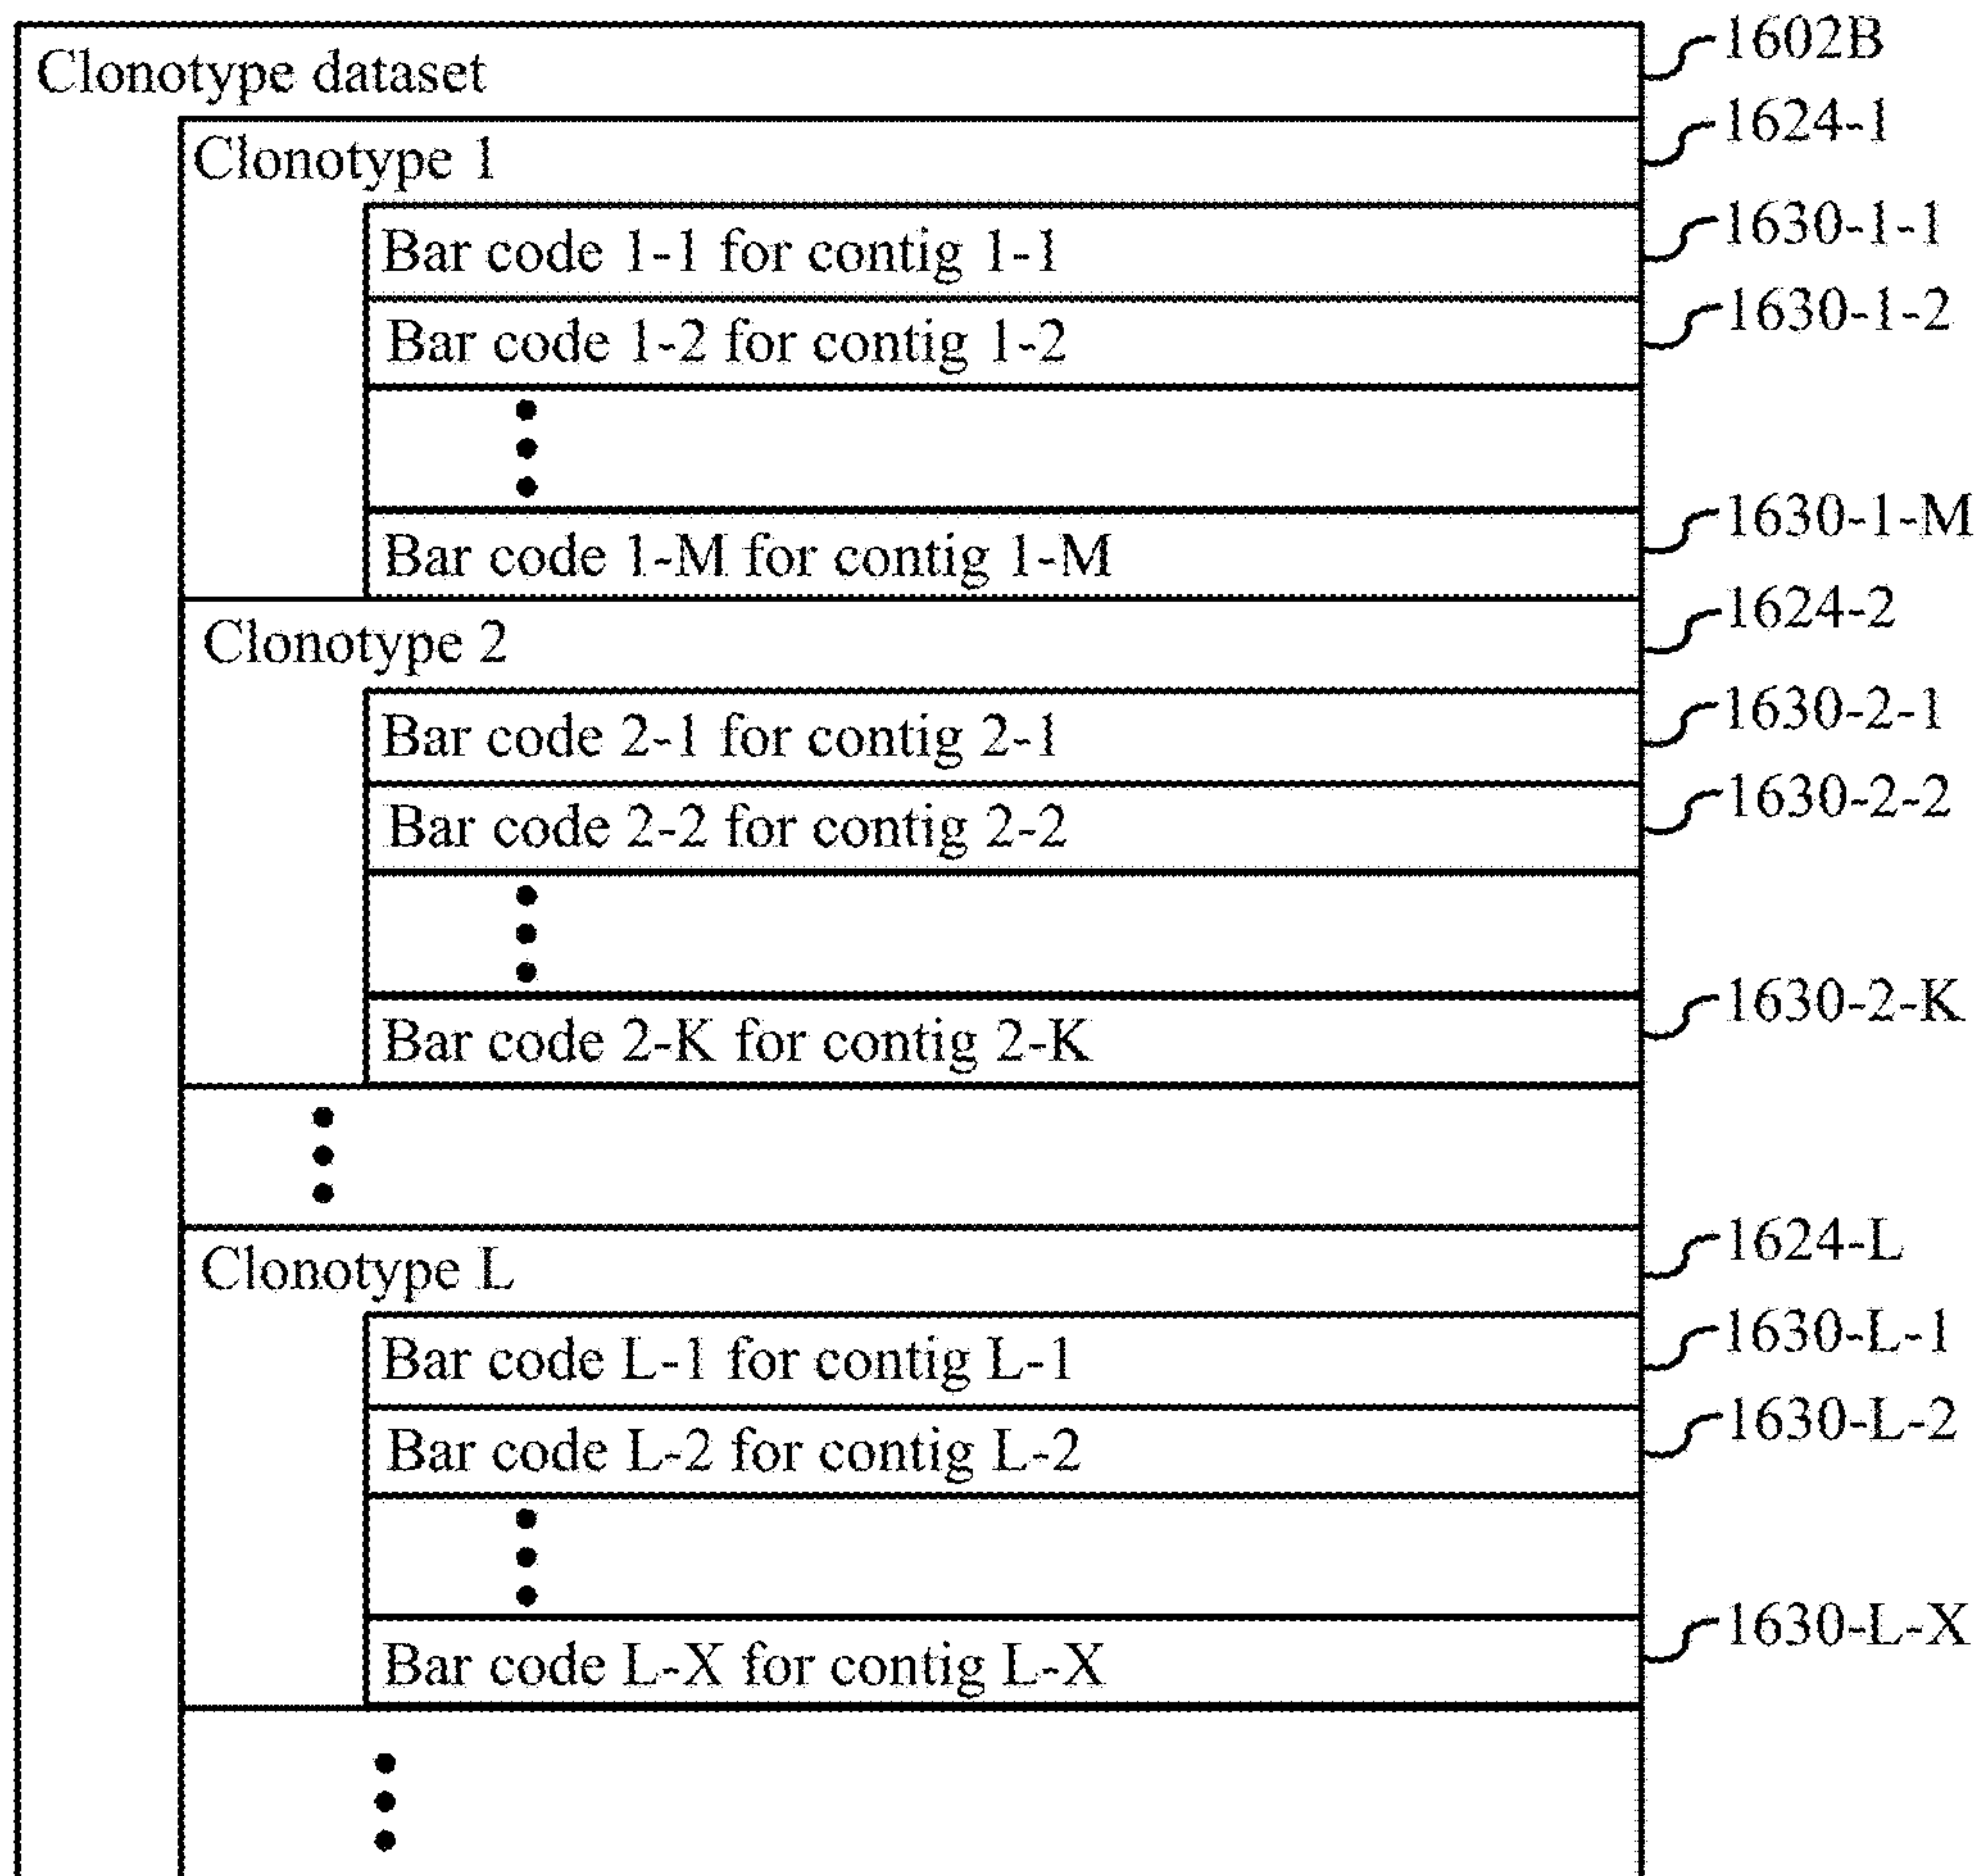 Clonotype dataset 1602B
Clonotype 1 1624-1
Bar code 1-1 for contig 1-1 1630-1-1
Bar code 1-2 for contig 1-2 1630-1-2
Bar code 1-M for contig 1-M 1630-1-M
Clonotype 2 1624-2
Bar code 2-1 for contig 2-1 1630-2-1
Bar code 2-2 for contig 2-2 1630-2-2
Bar code 2-K for contig 2-K 1630-2-K
Clonotype L 1624-L
Bar code L-1 for contig L-1 1630-L-1
Bar code L-2 for contig L-2 1630-L-2
Bar code L-X for contig L-X 1630-L-X